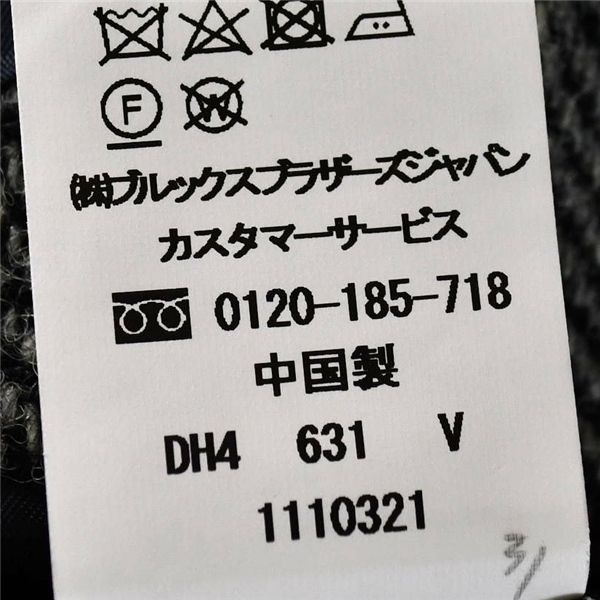 F W
㈱ブルックスブラザーズジャパン
カスタマーサービス
0120-185-718
中国製
DH4 631 V
1110321